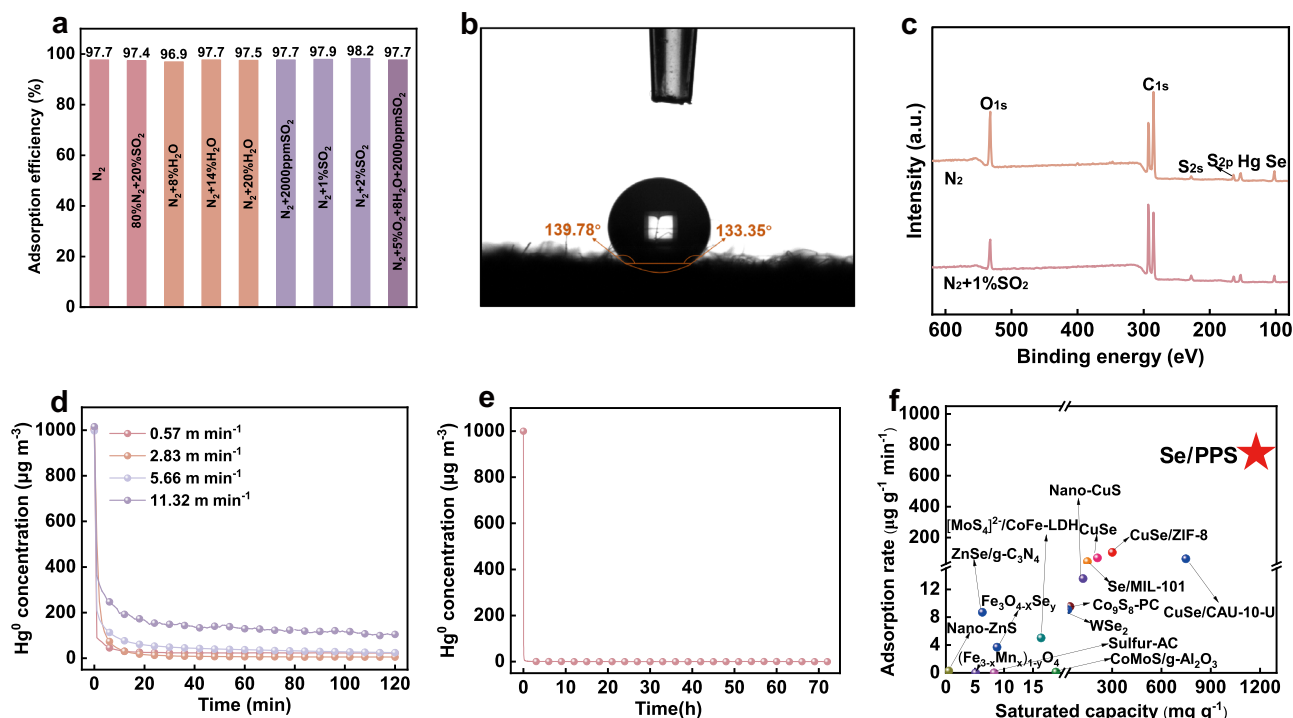 a
Adsorption efficiency (%)
100
80
60
40
20
0
97.7
97.4
96.9
97.7
97.5
97.7
97.9
98.2
97.7
N₂
80%N₂+20%SO₂
N₂+8%H₂O
N₂+14%H₂O
N₂+20%H₂O
N₂+2000ppmSO₂
N₂+1%SO₂
N₂+2%SO₂
N₂+5%O₂+8H₂O+2000ppmSO₂
b
139.78°
133.35°
c
Intensity (a.u.)
O1s
C1s
S2s
S2p
Hg
Se
N₂
N₂+1%SO₂
600
500
400
300
200
100
Binding energy (eV)
d
Hg⁰ concentration (μg m⁻³)
1000
800
600
400
200
0
0.57 m min⁻¹
2.83 m min⁻¹
5.66 m min⁻¹
11.32 m min⁻¹
0
20
40
60
80
100
120
Time (min)
e
Hg⁰ concentration (μg m⁻³)
1000
800
600
400
200
0
0
10
20
30
40
50
60
70
Time(h)
f
Adsorption rate (μg g⁻¹ min⁻¹)
1000
800
600
400
200
12
8
4
0
Se/PPS
Nano-CuS
[MoS₄]²⁻/CoFe-LDH
CuSe
CuSe/ZIF-8
ZnSe/g-C₃N₄
Se/MIL-101
Fe₃O₄₋ₓSeᵧ
Co₉S₈-PC
CuSe/CAU-10-U
WSe₂
Nano-ZnS
Sulfur-AC
(Fe₃₋ₓMnₓ)₁₋ᵧO₄
CoMoS/g-Al₂O₃
0
5
10
15
300
600
900
1200
Saturated capacity (mg g⁻¹)